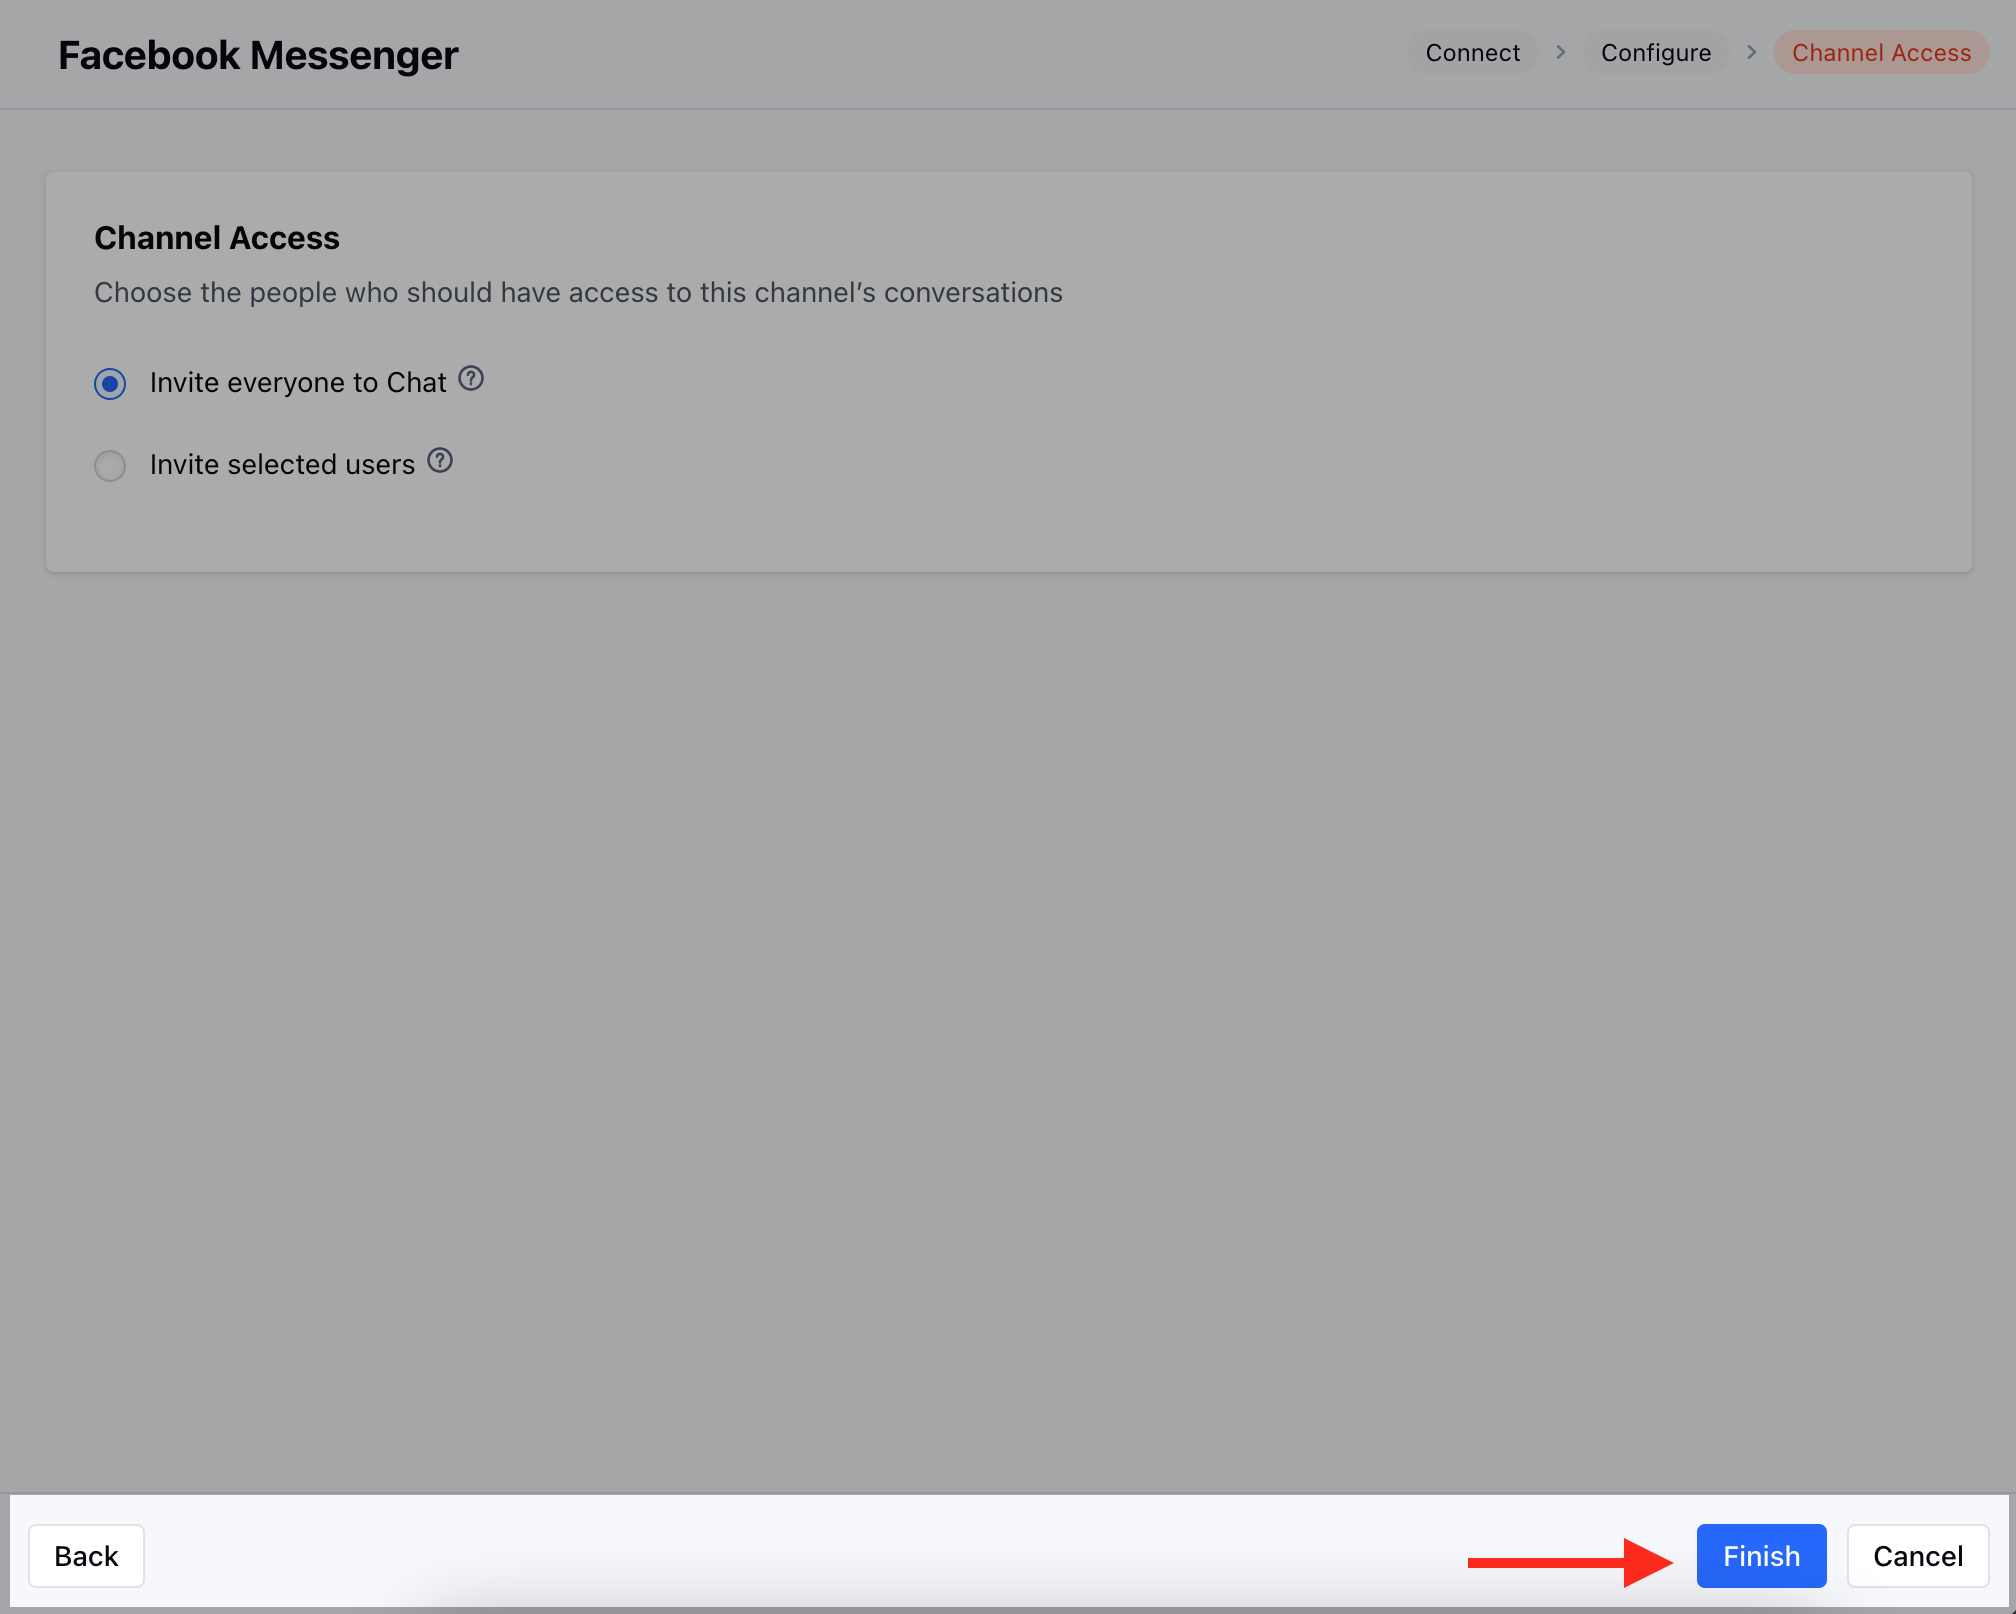 Facebook Messenger
Connect > Configure > Channel Access
Channel Access
Choose the people who should have access to this channel’s conversations
Invite everyone to Chat ?
Invite selected users ?
Back
Finish
Cancel